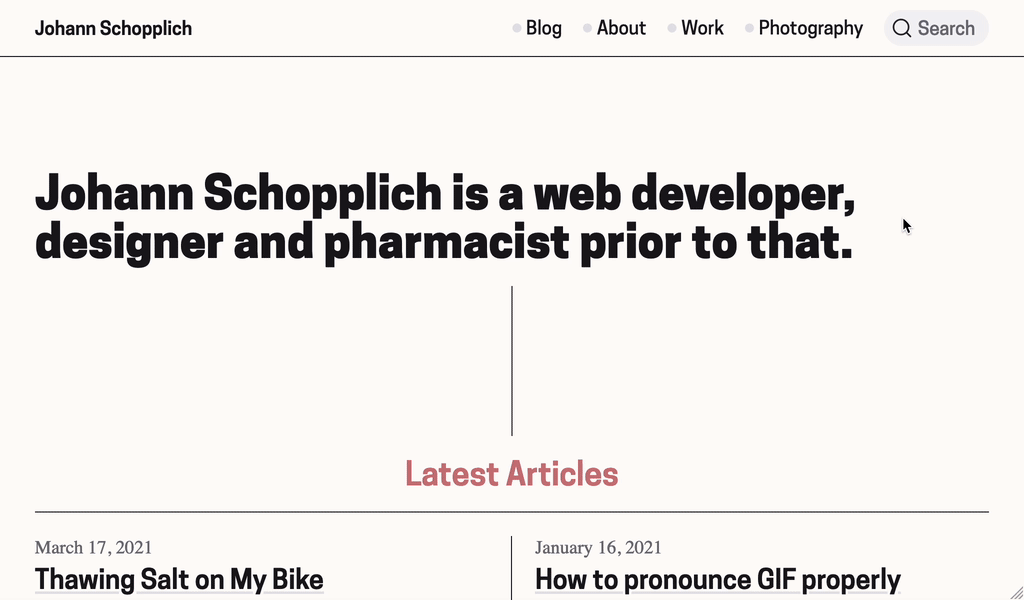 Johann Schopplich
Blog
About
Work
Photography
Search
Johann Schopplich is a web developer,
designer and pharmacist prior to that.
Latest Articles
March 17, 2021
Thawing Salt on My Bike
January 16, 2021
How to pronounce GIF properly